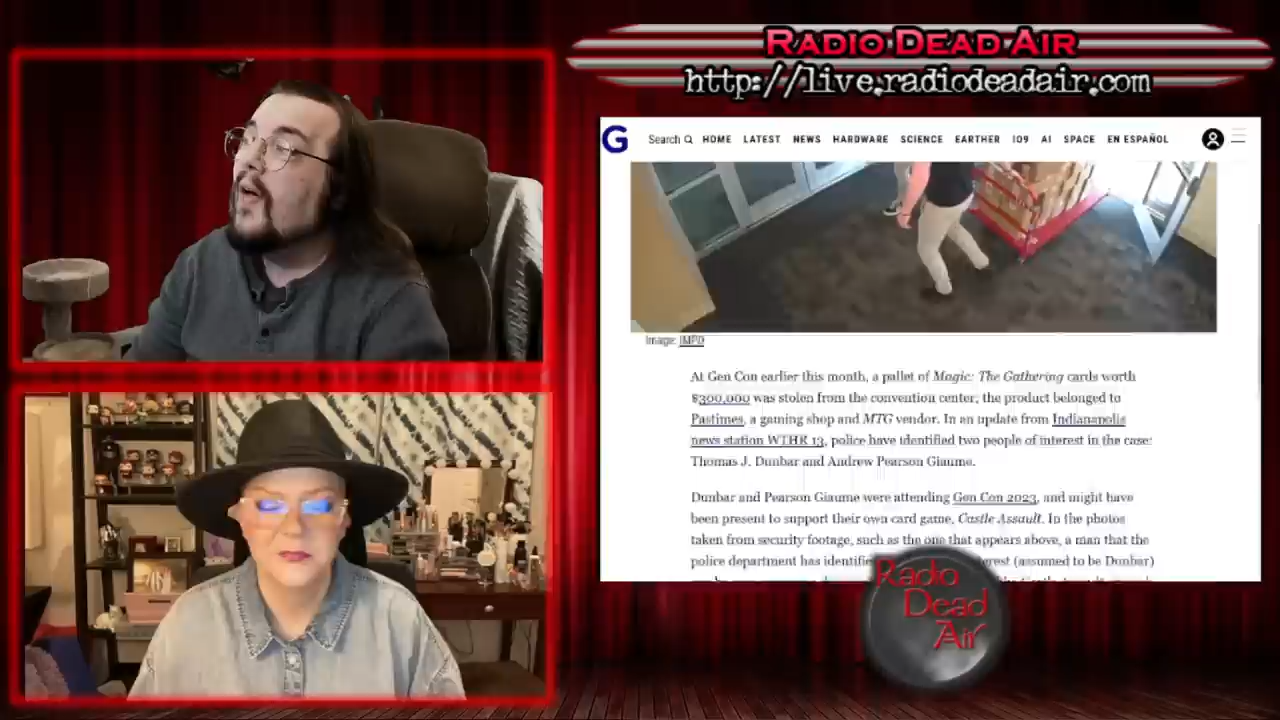 RADIO DEAD AIR
http://live.radiodeadair.com
G Search HOME LATEST NEWS HARDWARE SCIENCE EARTHER IO9 AI SPACE EN ESPAÑOL
Image: IMPD
At Gen Con earlier this month, a pallet of Magic: The Gathering cards worth
$300,000 was stolen from the convention center; the product belonged to
Pastimes, a gaming shop and MTG vendor. In an update from Indianapolis
news station WTHR 13, police have identified two people of interest in the case:
Thomas J. Dunbar and Andrew Pearson Giaume.
Dunbar and Pearson Giaume were attending Gen Con 2023, and might have
been present to support their own card game, Castle Assault. In the photos
taken from security footage, such as the one that appears above, a man that the
police department has identifie erest (assumed to be Dunbar)
Radio
Dead
Air